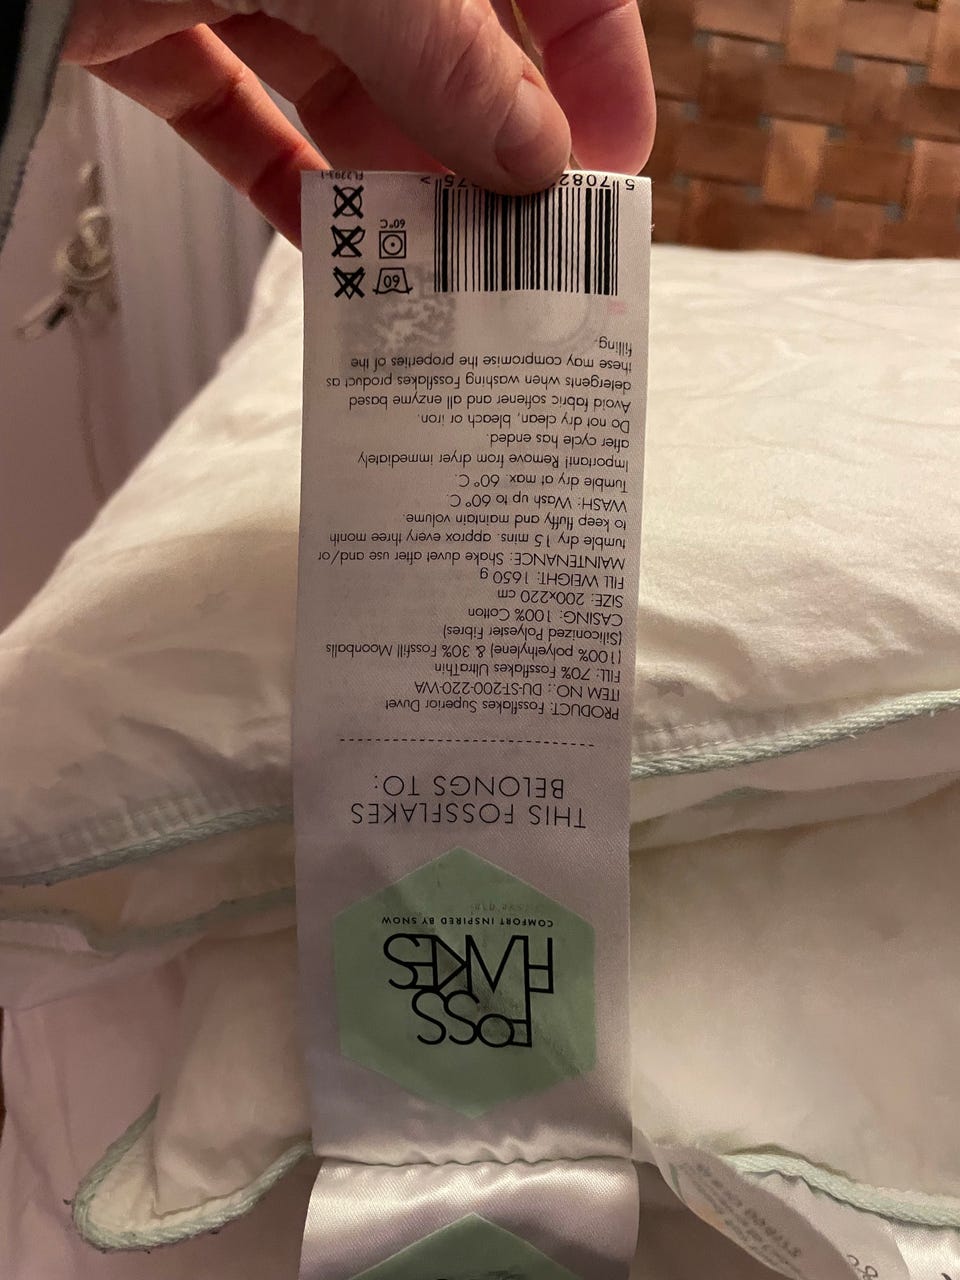 FOSS
FLAKES
COMFORT INSPIRED BY SNOW
THIS FOSSFLAKES
BELONGS TO:
PRODUCT: Fossflakes Superior Duvet
ITEM NO.: DU-ST-200-220-WA
FILL: 70% Fossflakes UltraThin
(100% polyethylene) & 30% Fossfill Moonballs
(Siliconized Polyester Fibres)
CASING: 100% Cotton
SIZE: 200x220 cm
FILL WEIGHT: 1650 g
MAINTENANCE: Shake duvet after use and/or
tumble dry 15 mins. approx every three month
to keep fluffy and maintain volume.
WASH: Wash up to 60°C.
Tumble dry at max. 60°C.
Important! Remove from dryer immediately
after cycle has ended.
Do not dry clean, bleach or iron.
Avoid fabric softener and all enzyme based
detergents when washing Fossflakes product as
these may compromise the properties of the
filling.
60
60°C
5 7082 75 >
FL2293-1